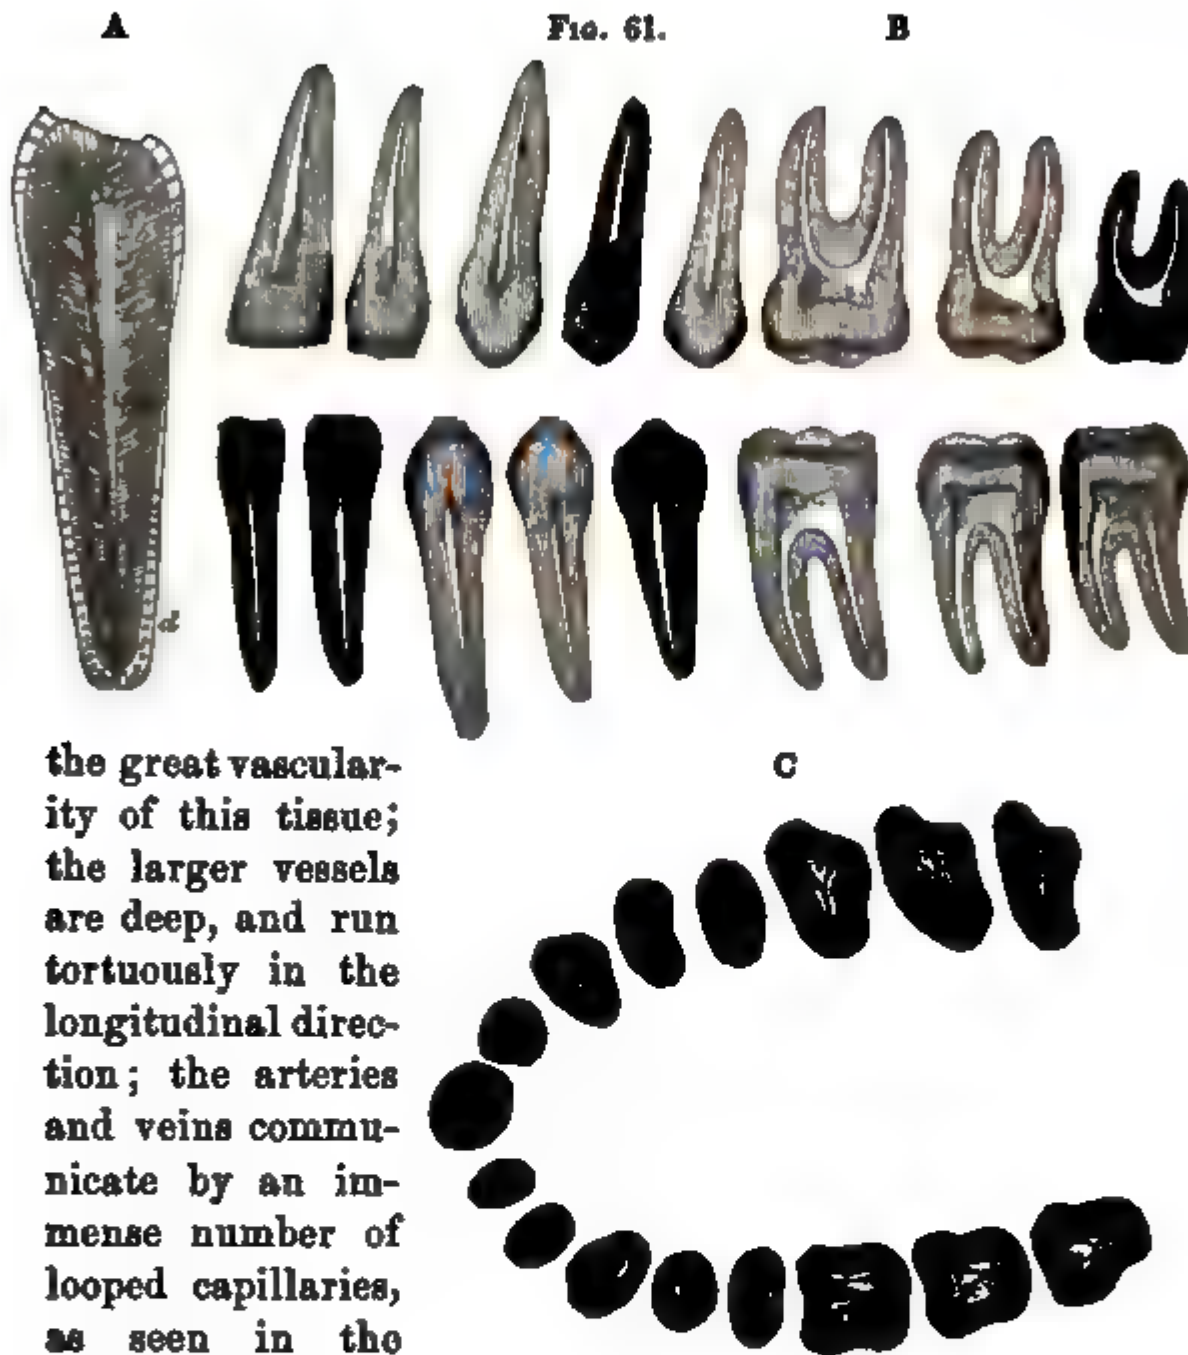 A Fig. 61. B
d
the great vascular-
ity of this tissue;
the larger vessels
are deep, and run
tortuously in the
longitudinal direc-
tion; the arteries
and veins commu-
nicate by an im-
mense number of
looped capillaries,
as seen in the
C